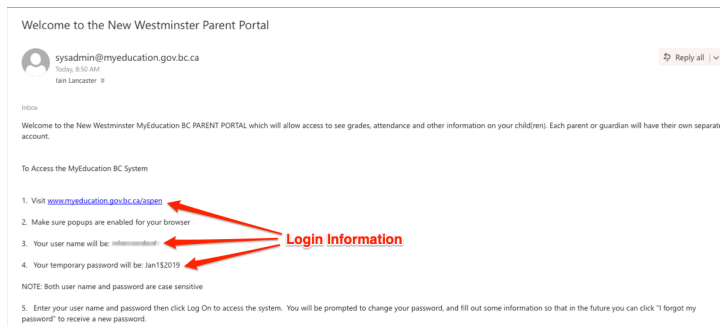 Welcome to the New Westminster Parent Portal
sysadmin@myeducation.gov.bc.ca
Reply all
Today, 8:50 AM
Iain Lancaster
Inbox
Welcome to the New Westminster MyEducation BC PARENT PORTAL which will allow access to see grades, attendance and other information on your child(ren). Each parent or guardian will have their own separate
account.
To Access the MyEducation BC System
1. Visit www.myeducation.gov.bc.ca/aspen
2. Make sure popups are enabled for your browser
3. Your user name will be:
Login Information
4. Your temporary password will be: Jan1$2019
NOTE: Both user name and password are case sensitive
5. Enter your user name and password then click Log On to access the system. You will be prompted to change your password, and fill out some information so that in the future you can click "I forgot my
password" to receive a new password.